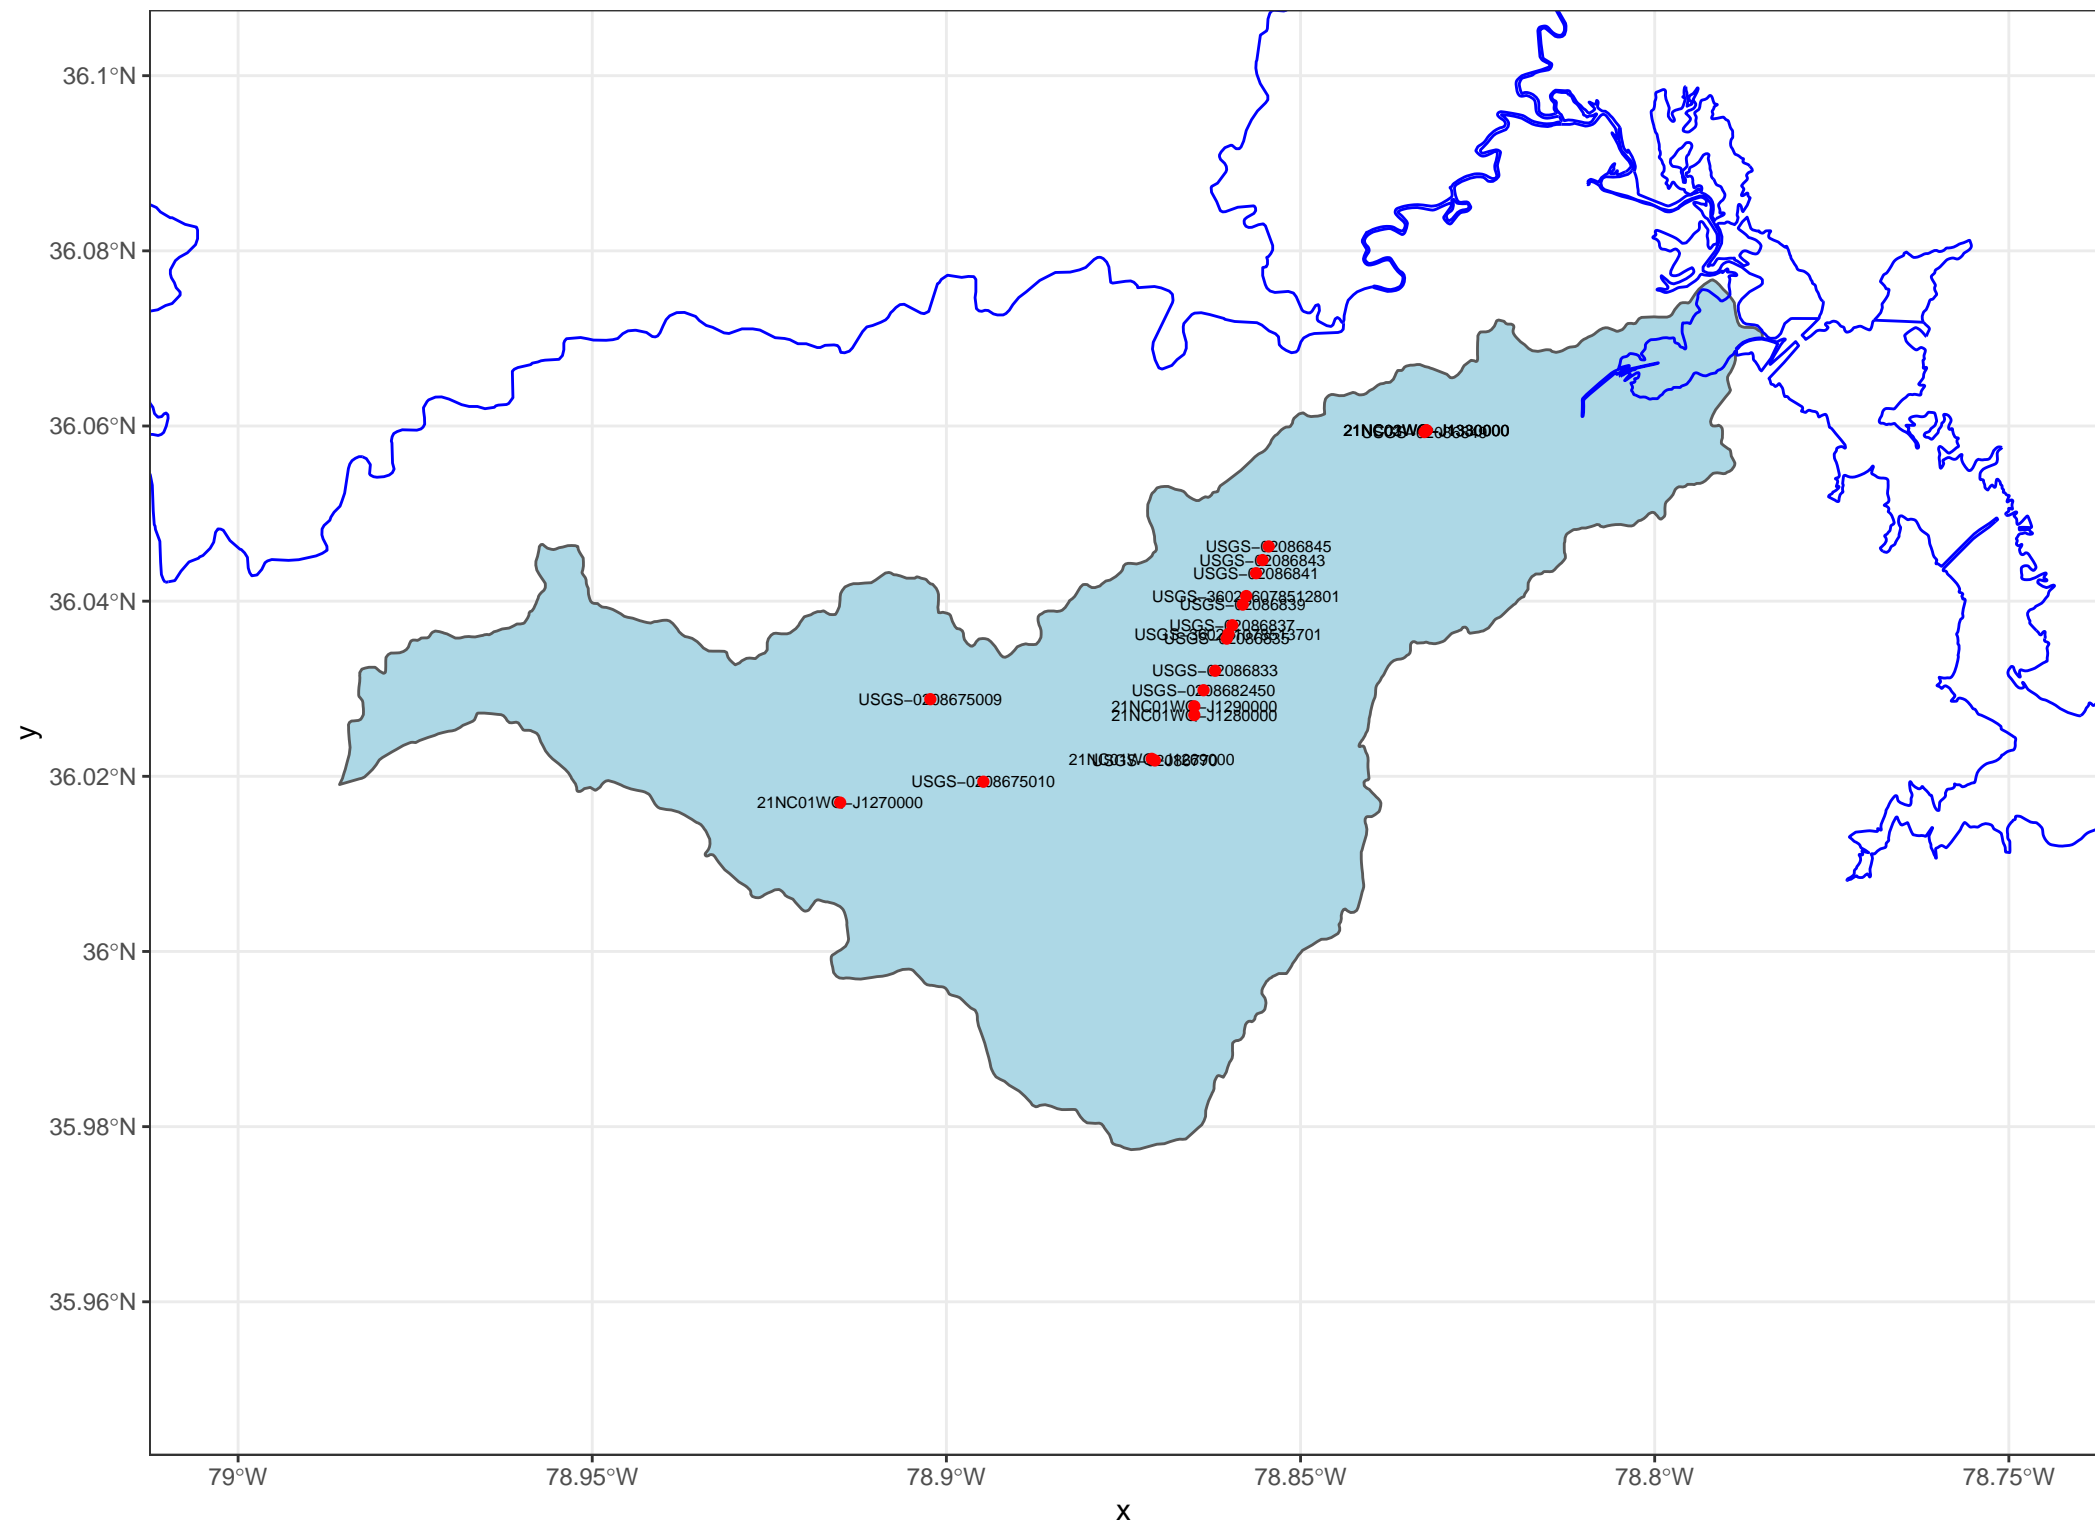 36.1°N
36.08°N
36.06°N
36.04°N
36.02°N
36°N
35.98°N
35.96°N
y
USGS−02086845
USGS−02086843
USGS−02086841
USGS−02086839
USGS−02086837
USGS−02086835
USGS−02086833
USGS−0208682450
21NC01WQ−J1290000
21NC01WQ−J1280000
USGS−0208675009
USGS−0208675010
21NC01WQ−J1270000
79°W
78.95°W
78.9°W
78.85°W
78.8°W
78.75°W
x